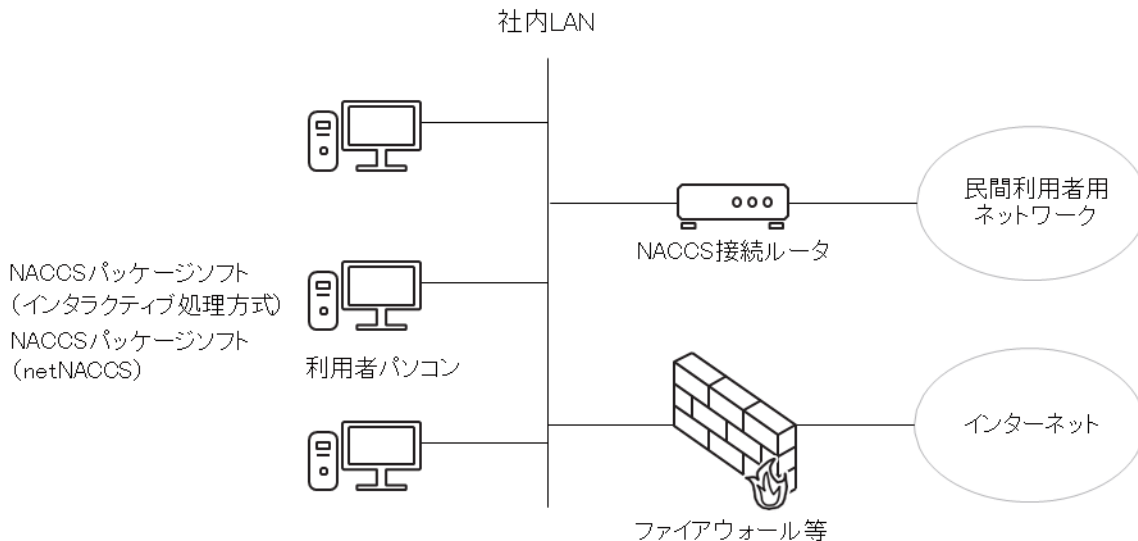 社内LAN
民間利用者用
ネットワーク
NACCS接続ルータ
NACCSパッケージソフト
（インタラクティブ処理方式）
NACCSパッケージソフト
（netNACCS）
利用者パソコン
インターネット
ファイアウォール等